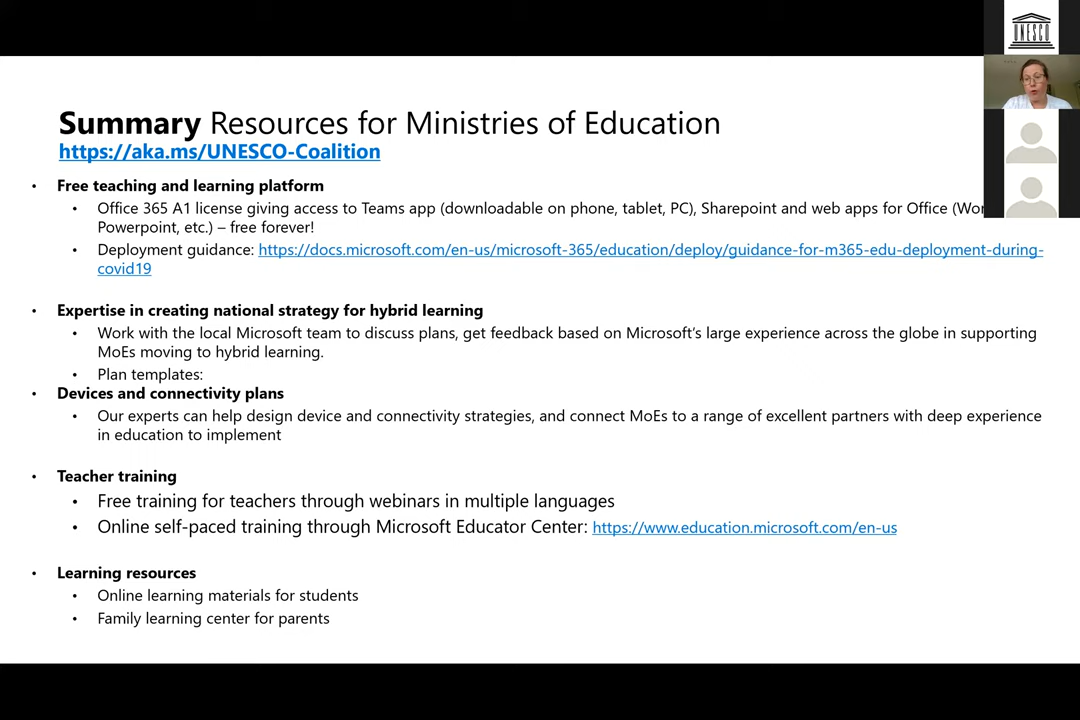 UNESCO
Summary Resources for Ministries of Education
https://aka.ms/UNESCO-Coalition
• Free teaching and learning platform
• Office 365 A1 license giving access to Teams app (downloadable on phone, tablet, PC), Sharepoint and web apps for Office
Powerpoint, etc.) – free forever!
• Deployment guidance: https://docs.microsoft.com/en-us/microsoft-365/education/deploy/guidance-for-m365-edu-deployment-during-
covid19
• Expertise in creating national strategy for hybrid learning
• Work with the local Microsoft team to discuss plans, get feedback based on Microsoft's large experience across the globe in supporting
MoEs moving to hybrid learning.
• Plan templates:
• Devices and connectivity plans
• Our experts can help design device and connectivity strategies, and connect MoEs to a range of excellent partners with deep experience
in education to implement
• Teacher training
• Free training for teachers through webinars in multiple languages
• Online self-paced training through Microsoft Educator Center: https://www.education.microsoft.com/en-us
• Learning resources
• Online learning materials for students
• Family learning center for parents